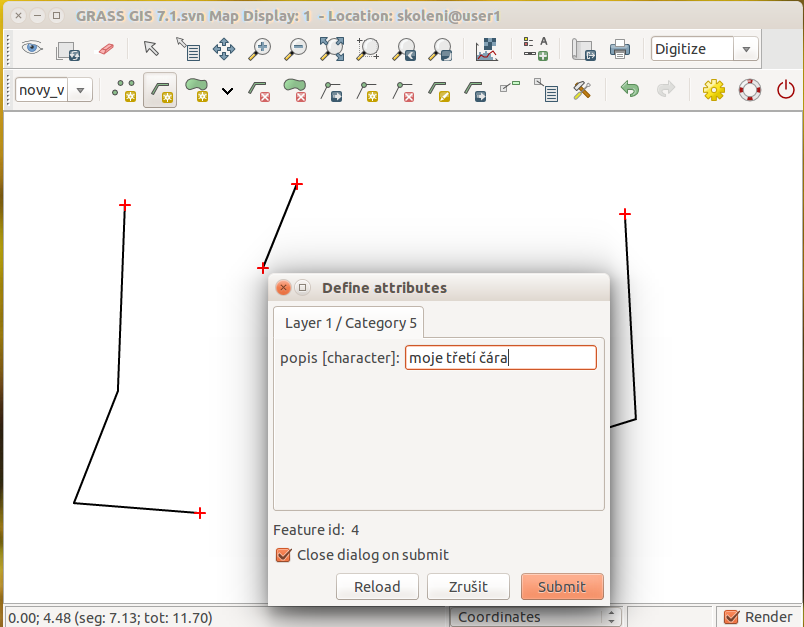 GRASS GIS 7.1.svn Map Display: 1 - Location: skoleni@user1
Digitize
novy_v
Define attributes
Layer 1 / Category 5
popis [character]: moje třetí čára
Feature id: 4
Close dialog on submit
Reload Zrušit Submit
0.00; 4.48 (seg: 7.13; tot: 11.70) Coordinates Render